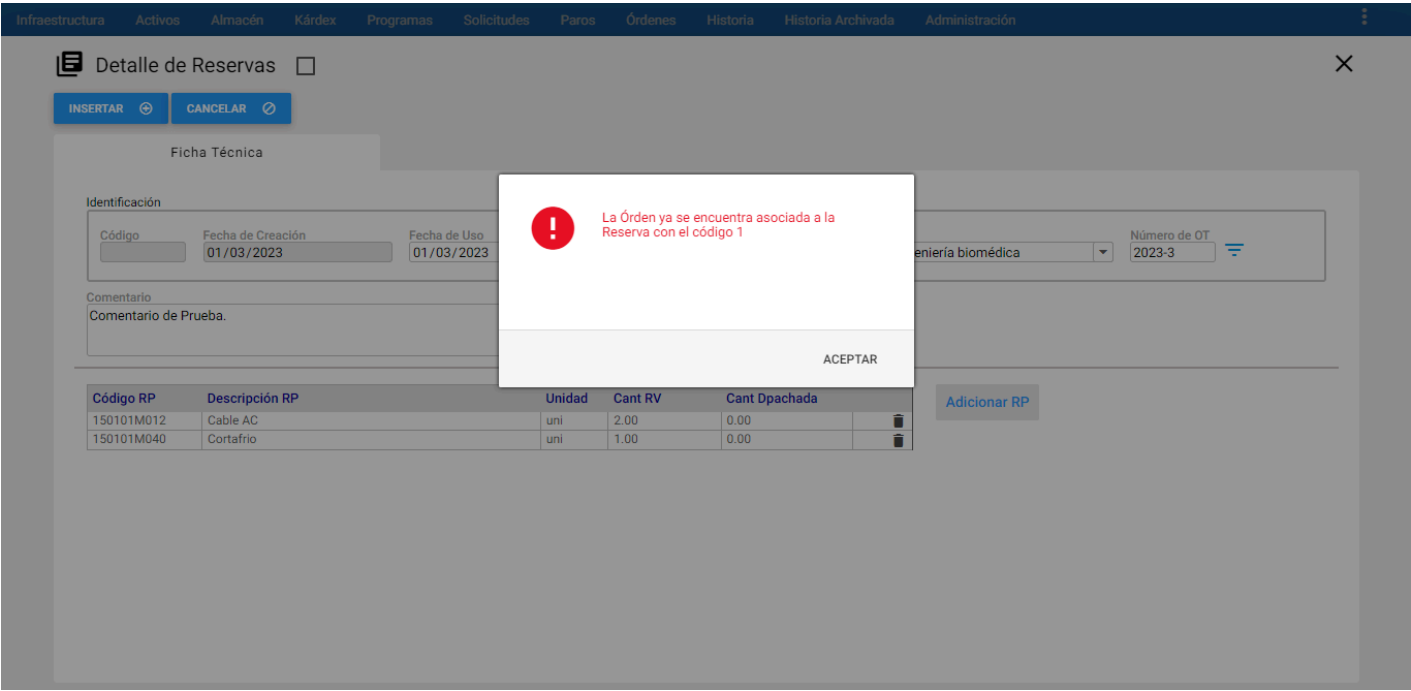 Infraestructura Activos Almacén Kárdex Programas Solicitudes Paros Órdenes Historia Historia Archivada Administración
Detalle de Reservas
INSERTAR CANCELAR
Ficha Técnica
Identificación
Código Fecha de Creación Fecha de Uso Número de OT
01/03/2023 01/03/2023 eniería biomédica 2023-3
Comentario
Comentario de Prueba.
La Órden ya se encuentra asociada a la
Reserva con el código 1
ACEPTAR
Código RP Descripción RP Unidad Cant RV Cant Dpachada Adicionar RP
150101M012 Cable AC uni 2.00 0.00
150101M040 Cortafrio uni 1.00 0.00